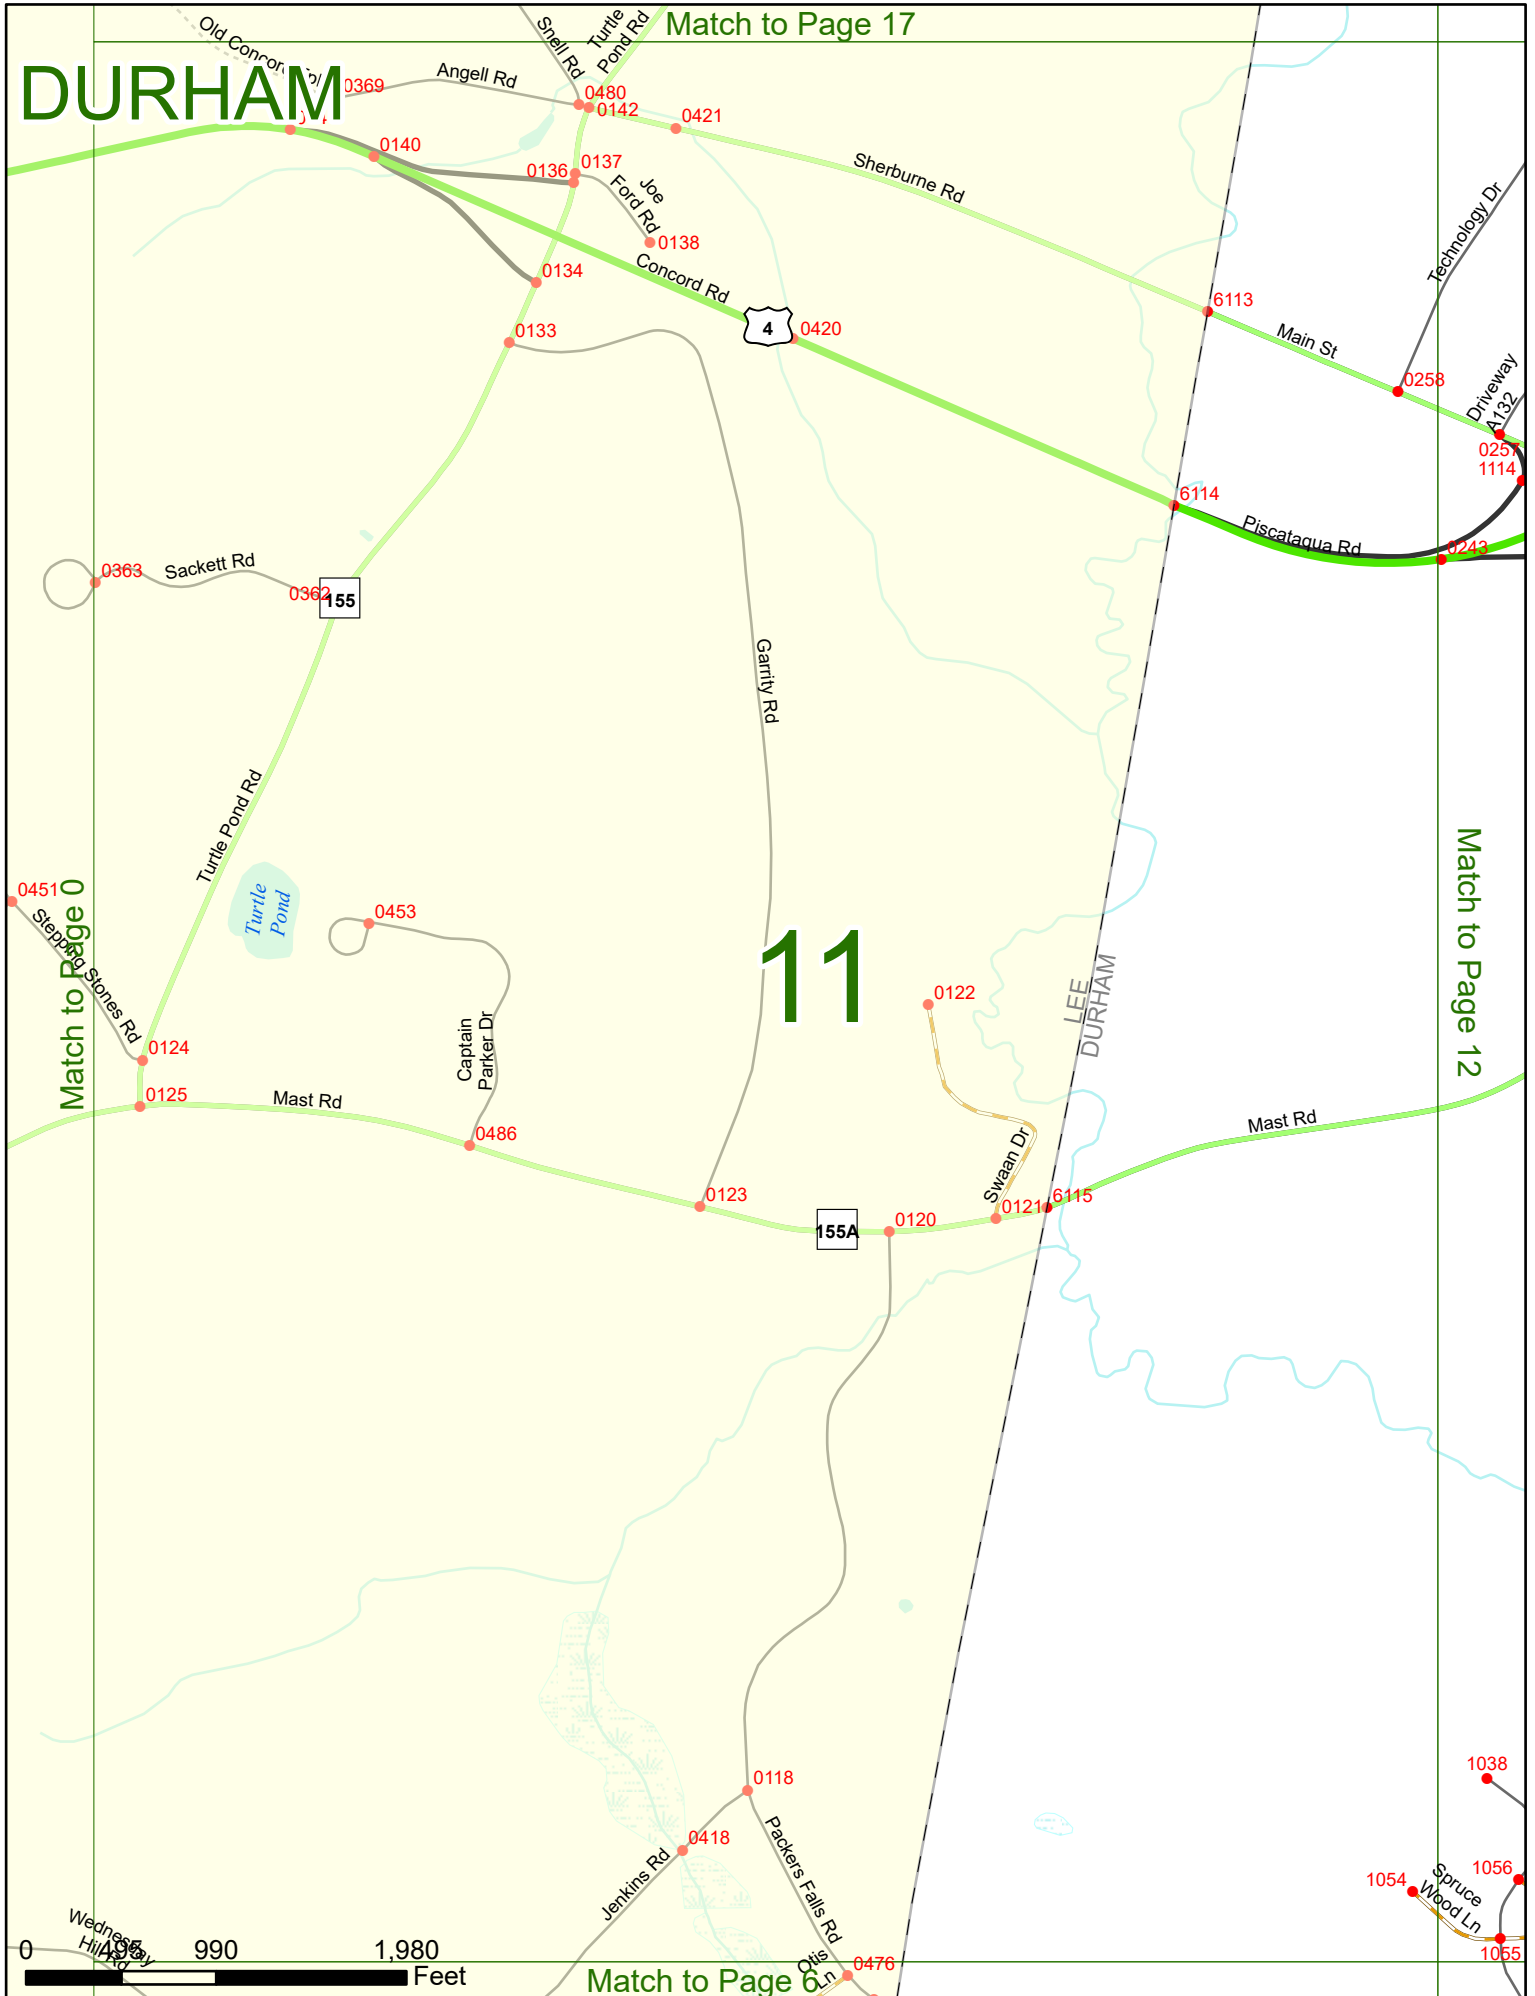 Match to Page 17
DURHAM
Snell Rd
Turtle
Pond Rd
0369
Angell Rd
0480
0142
0421
0140
0136
0137
Joe
Ford Rd
0138
Sherburne Rd
Technology Dr
0134
Concord Rd
4
0420
0133
6113
Main St
0258
Driveway
A132
0257
1114
6114
Piscataqua Rd
0243
0363
Sackett Rd
0362
155
Garrity Rd
Turtle Pond Rd
Turtle
Pond
0451
Stepping Stones Rd
Match to Page 0
0453
11
0122
LEE
DURHAM
Match to Page 12
Captain
Parker Dr
0124
0125
Mast Rd
0486
Mast Rd
Swaan Dr
0123
155A
0120
0121
6115
0118
0418
Jenkins Rd
Packers Falls Rd
1038
1054
Spruce
Wood Ln
1056
1055
Wednesday
Hill Rd
0 495 990 1,980
Feet
Otis
Ln
0476
Match to Page 6